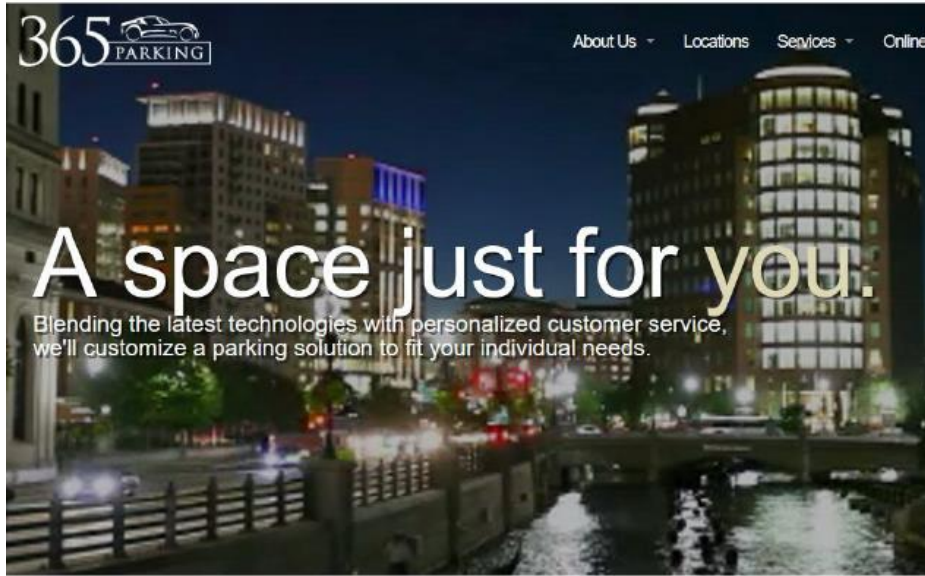 365 PARKING
About Us Locations Services Online
A space just for you.
Blending the latest technologies with personalized customer service,
we'll customize a parking solution to fit your individual needs.